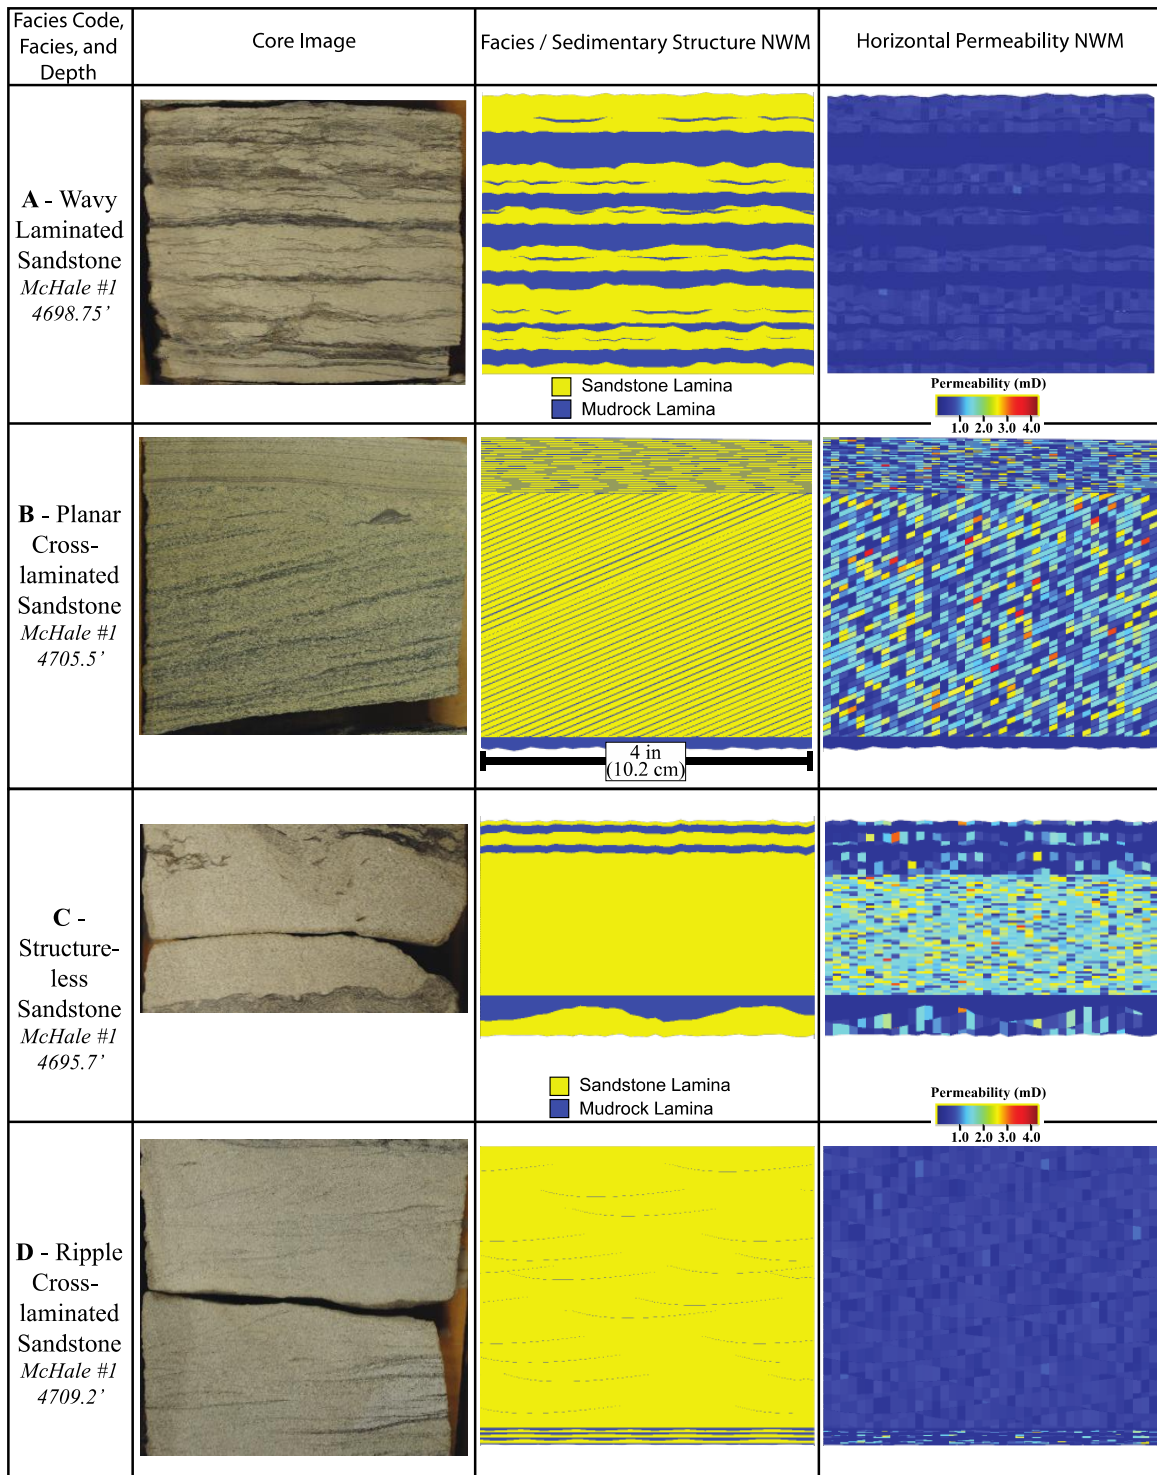 Facies Code,
Facies, and
Depth
Core Image
Facies / Sedimentary Structure NWM
Horizontal Permeability NWM
A - Wavy
Laminated
Sandstone
McHale #1
4698.75’
Sandstone Lamina
Mudrock Lamina
Permeability (mD)
1.0 2.0 3.0 4.0
B - Planar
Cross-
laminated
Sandstone
McHale #1
4705.5’
4 in
(10.2 cm)
C -
Structure-
less
Sandstone
McHale #1
4695.7’
Sandstone Lamina
Mudrock Lamina
Permeability (mD)
1.0 2.0 3.0 4.0
D - Ripple
Cross-
laminated
Sandstone
McHale #1
4709.2’